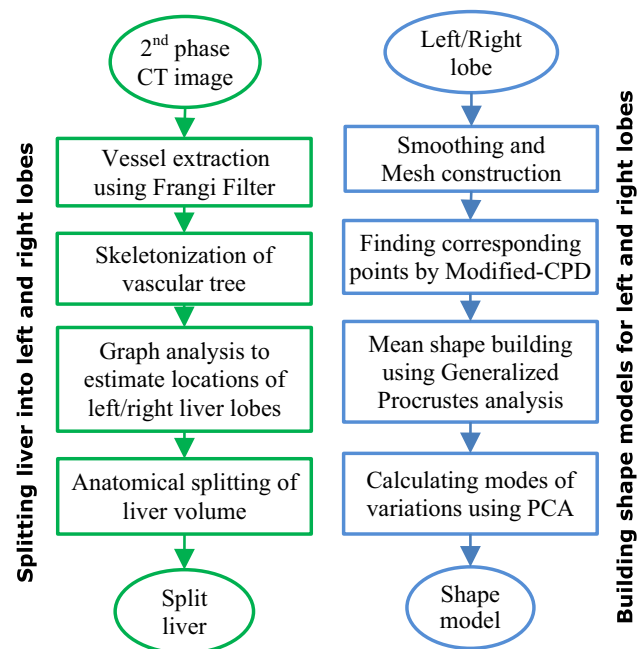 Splitting liver into left and right lobes
2nd phase
CT image
Vessel extraction
using Frangi Filter
Skeletonization of
vascular tree
Graph analysis to
estimate locations of
left/right liver lobes
Anatomical splitting of
liver volume
Split
liver
Left/Right
lobe
Smoothing and
Mesh construction
Finding corresponding
points by Modified-CPD
Mean shape building
using Generalized
Procrustes analysis
Calculating modes of
variations using PCA
Shape
model
Building shape models for left and right lobes